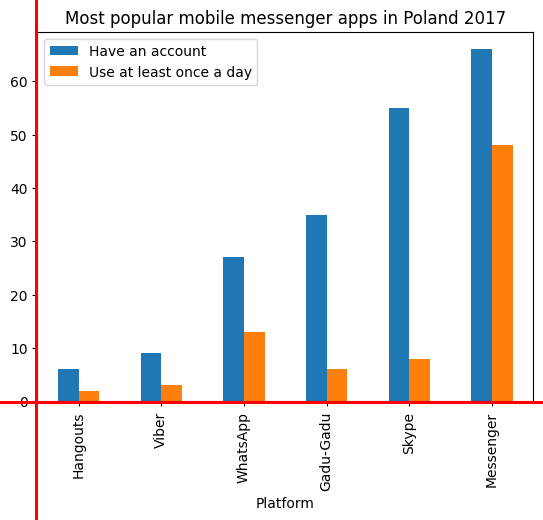 Most popular mobile messenger apps in Poland 2017
Have an account
Use at least once a day
60
50
40
30
20
10
0
Hangouts
Viber
WhatsApp
Gadu-Gadu
Skype
Messenger
Platform